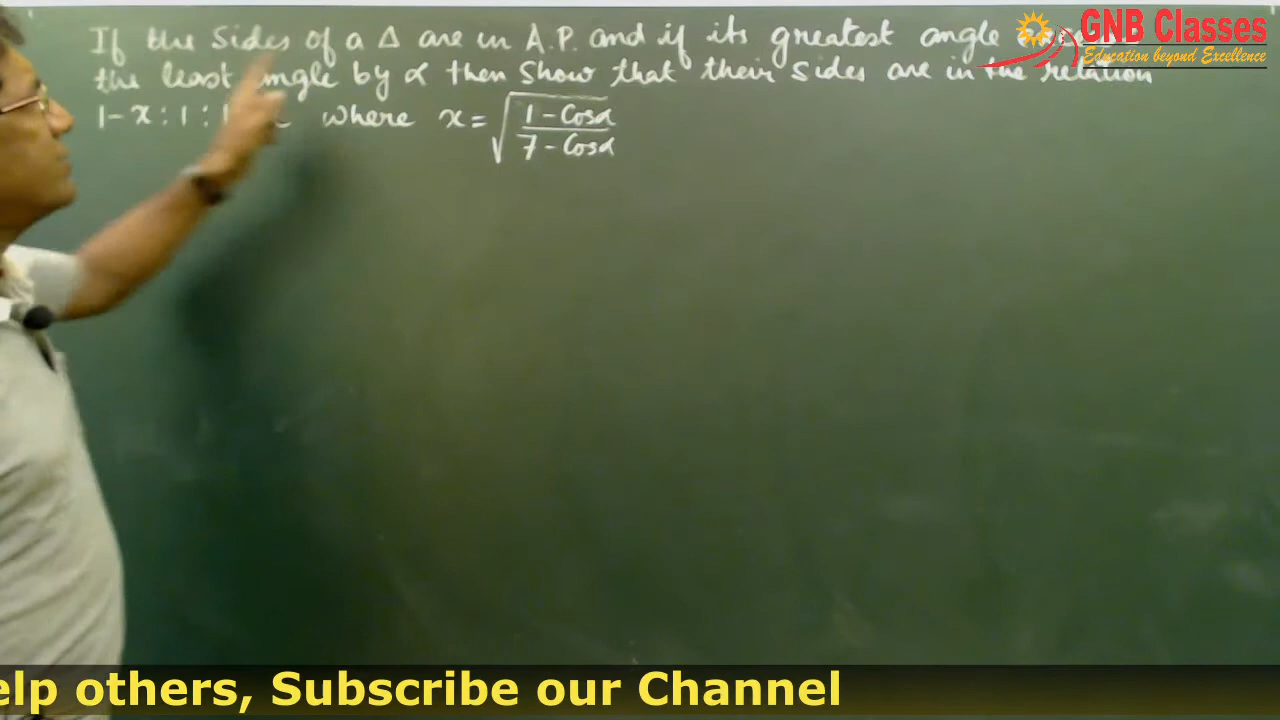 If the sides of a Δ are in A.P. and if its greatest angle
the least angle by α then show that their sides are in the relation
1-x : 1 : where x = √(1 - Cosα / 7 - Cosα)
GNB Classes
Education beyond Excellence
elp others, Subscribe our Channel